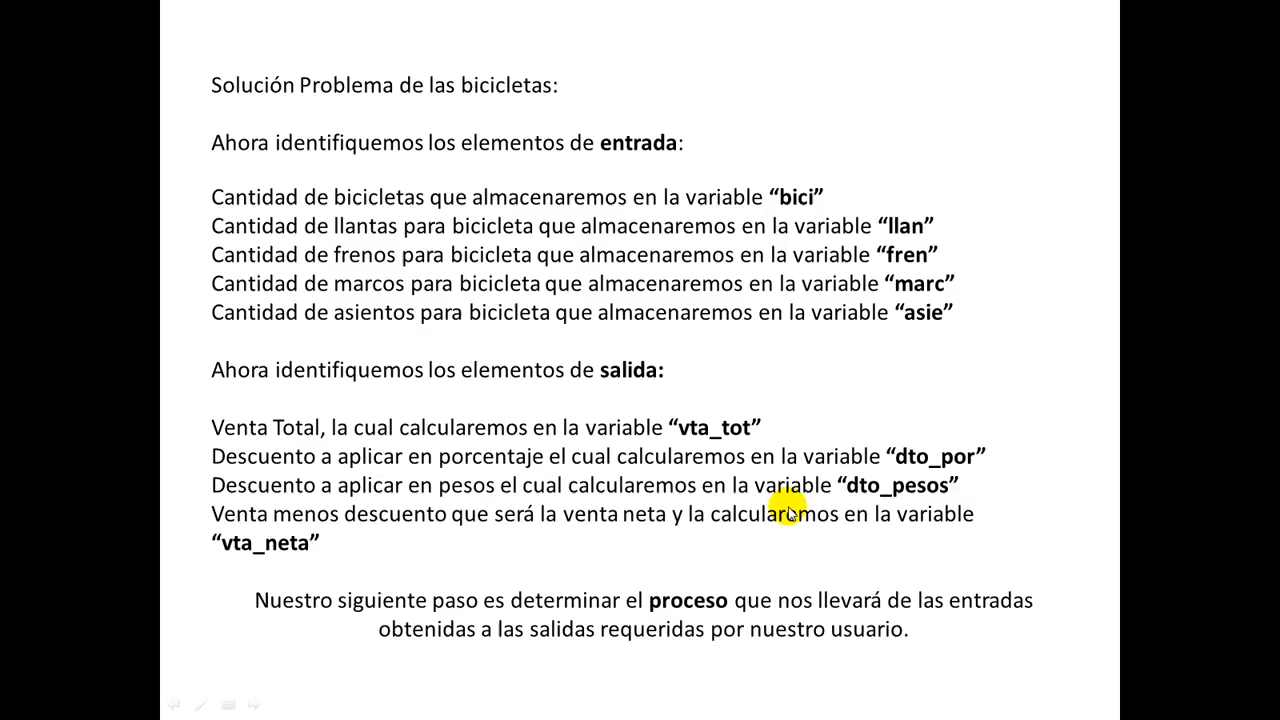 Solución Problema de las bicicletas:
Ahora identifiquemos los elementos de entrada:
Cantidad de bicicletas que almacenaremos en la variable “bici”
Cantidad de llantas para bicicleta que almacenaremos en la variable “llan”
Cantidad de frenos para bicicleta que almacenaremos en la variable “fren”
Cantidad de marcos para bicicleta que almacenaremos en la variable “marc”
Cantidad de asientos para bicicleta que almacenaremos en la variable “asie”
Ahora identifiquemos los elementos de salida:
Venta Total, la cual calcularemos en la variable “vta_tot”
Descuento a aplicar en porcentaje el cual calcularemos en la variable “dto_por”
Descuento a aplicar en pesos el cual calcularemos en la variable “dto_pesos”
Venta menos descuento que será la venta neta y la calcularemos en la variable
“vta_neta”
Nuestro siguiente paso es determinar el proceso que nos llevará de las entradas
obtenidas a las salidas requeridas por nuestro usuario.